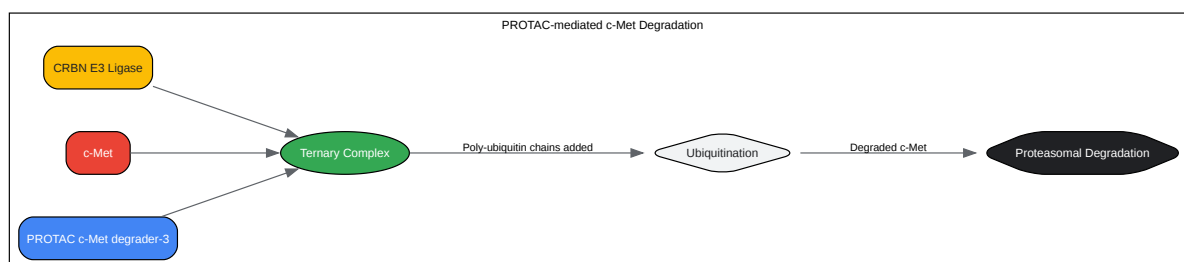 PROTAC-mediated c-Met Degradation
CRBN E3 Ligase
c-Met
PROTAC c-Met degrader-3
Ternary Complex
Poly-ubiquitin chains added
Ubiquitination
Degraded c-Met
Proteasomal Degradation